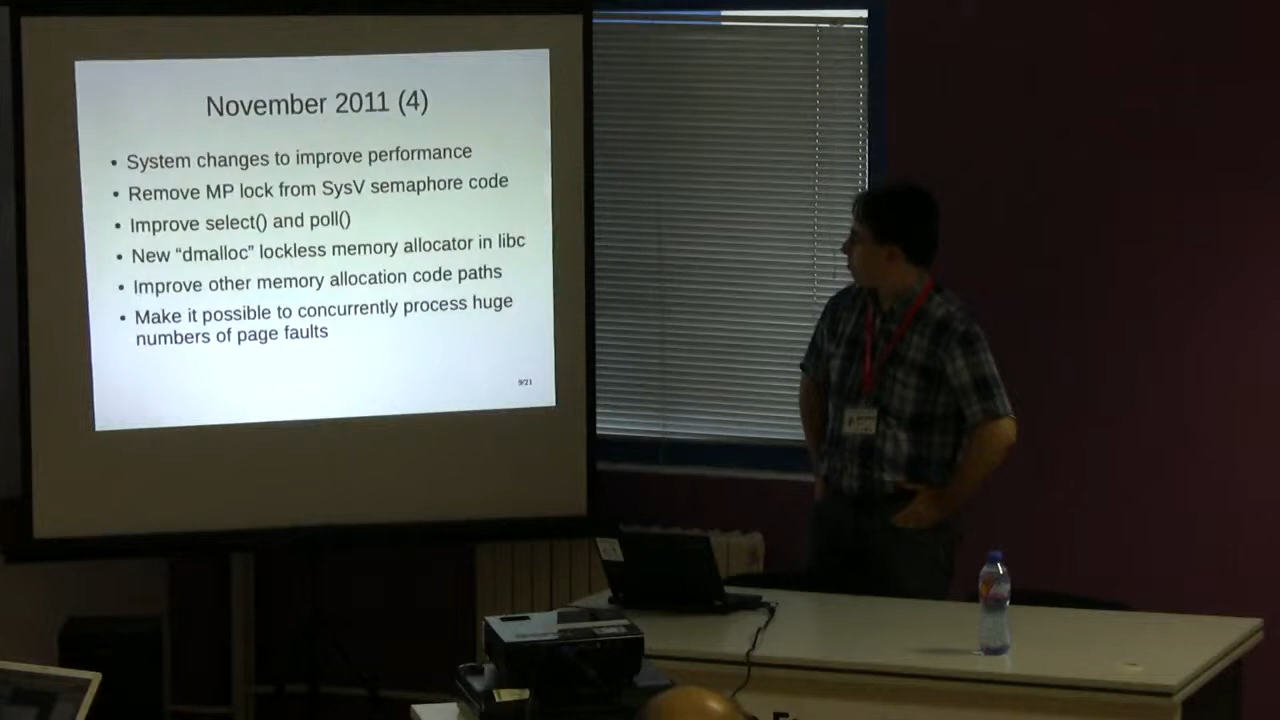 November 2011 (4)
• System changes to improve performance
• Remove MP lock from SysV semaphore code
• Improve select() and poll()
• New “dmalloc” lockless memory allocator in libc
• Improve other memory allocation code paths
• Make it possible to concurrently process huge
numbers of page faults
9/21